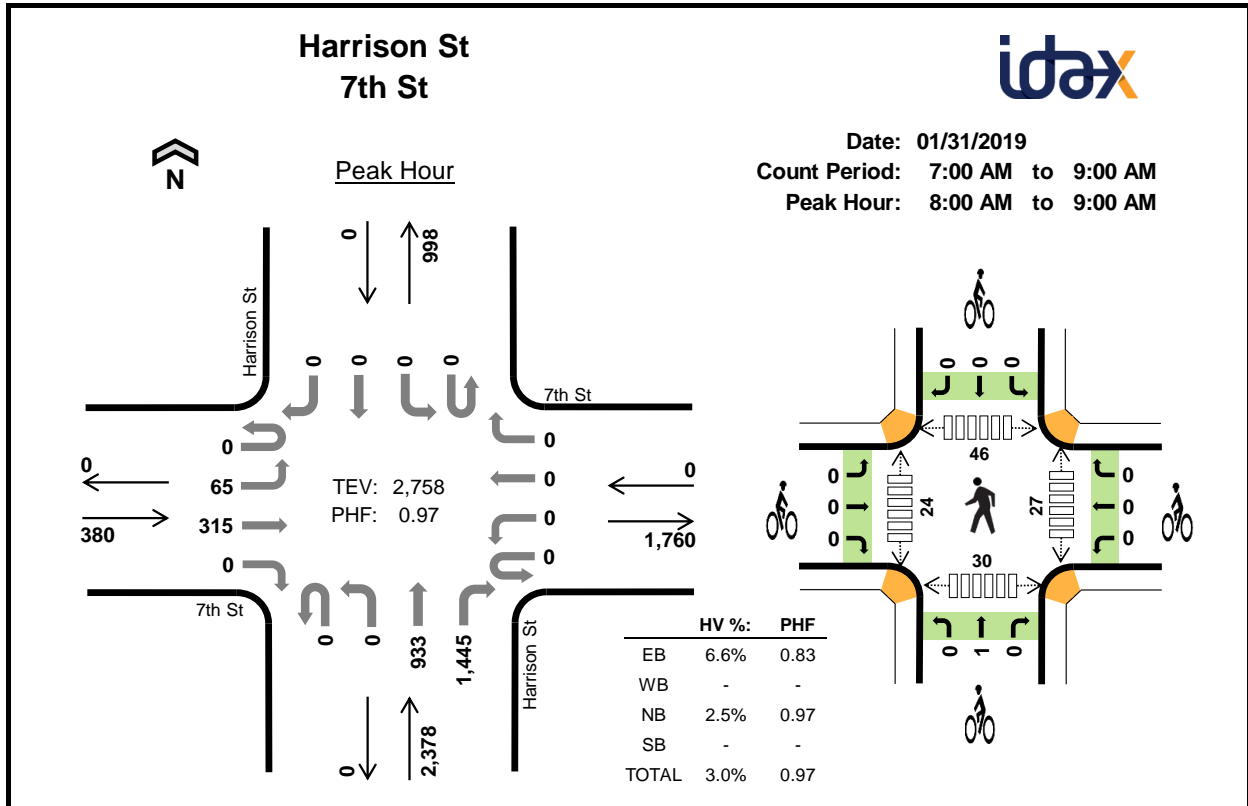 Harrison St
7th St
idax
Date: 01/31/2019
Count Period: 7:00 AM to 9:00 AM
Peak Hour: 8:00 AM to 9:00 AM
N
Peak Hour
0
998
Harrison St
0 0 0 0
7th St
0
0
0
0
0
65
315
0
TEV: 2,758
PHF: 0.97
0
380
0
1,760
7th St
0 0 933 1,445
Harrison St
0
2,378
HV %: PHF
EB 6.6% 0.83
WB - -
NB 2.5% 0.97
SB - -
TOTAL 3.0% 0.97
0 0 0
46
0
0
0
24
27
0
0
0
30
0 1 0